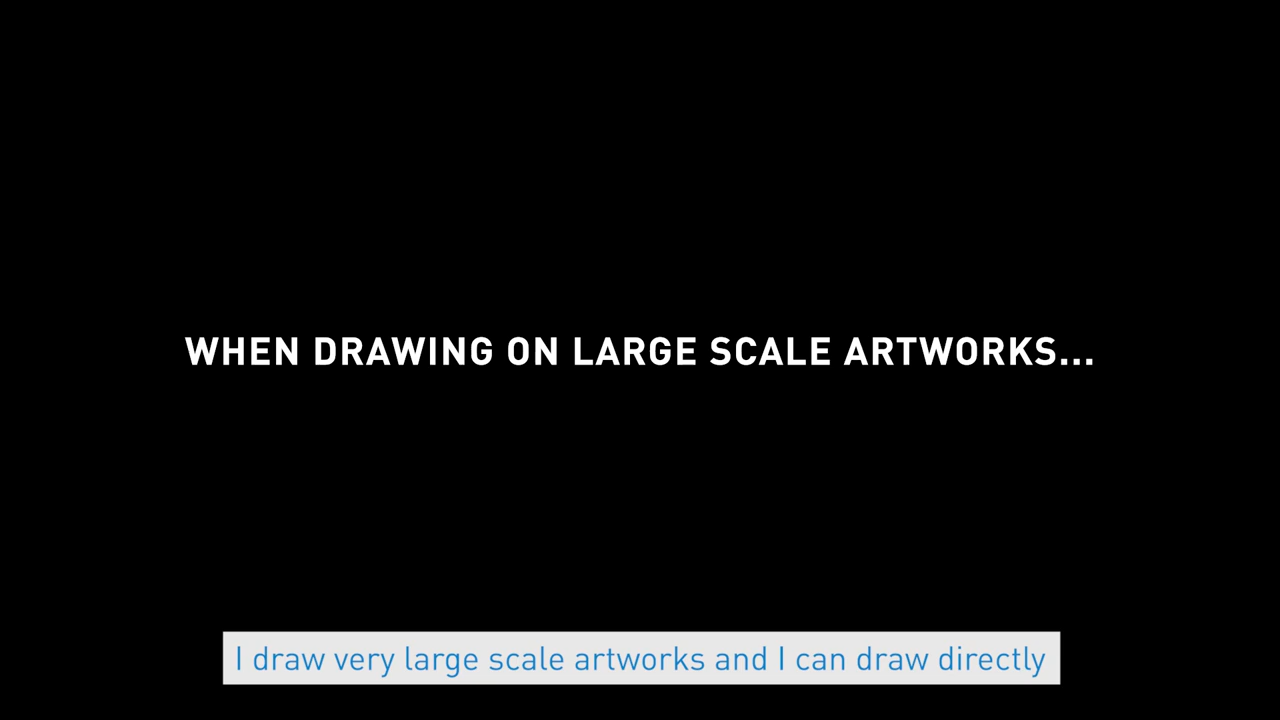 WHEN DRAWING ON LARGE SCALE ARTWORKS...
I draw very large scale artworks and I can draw directly